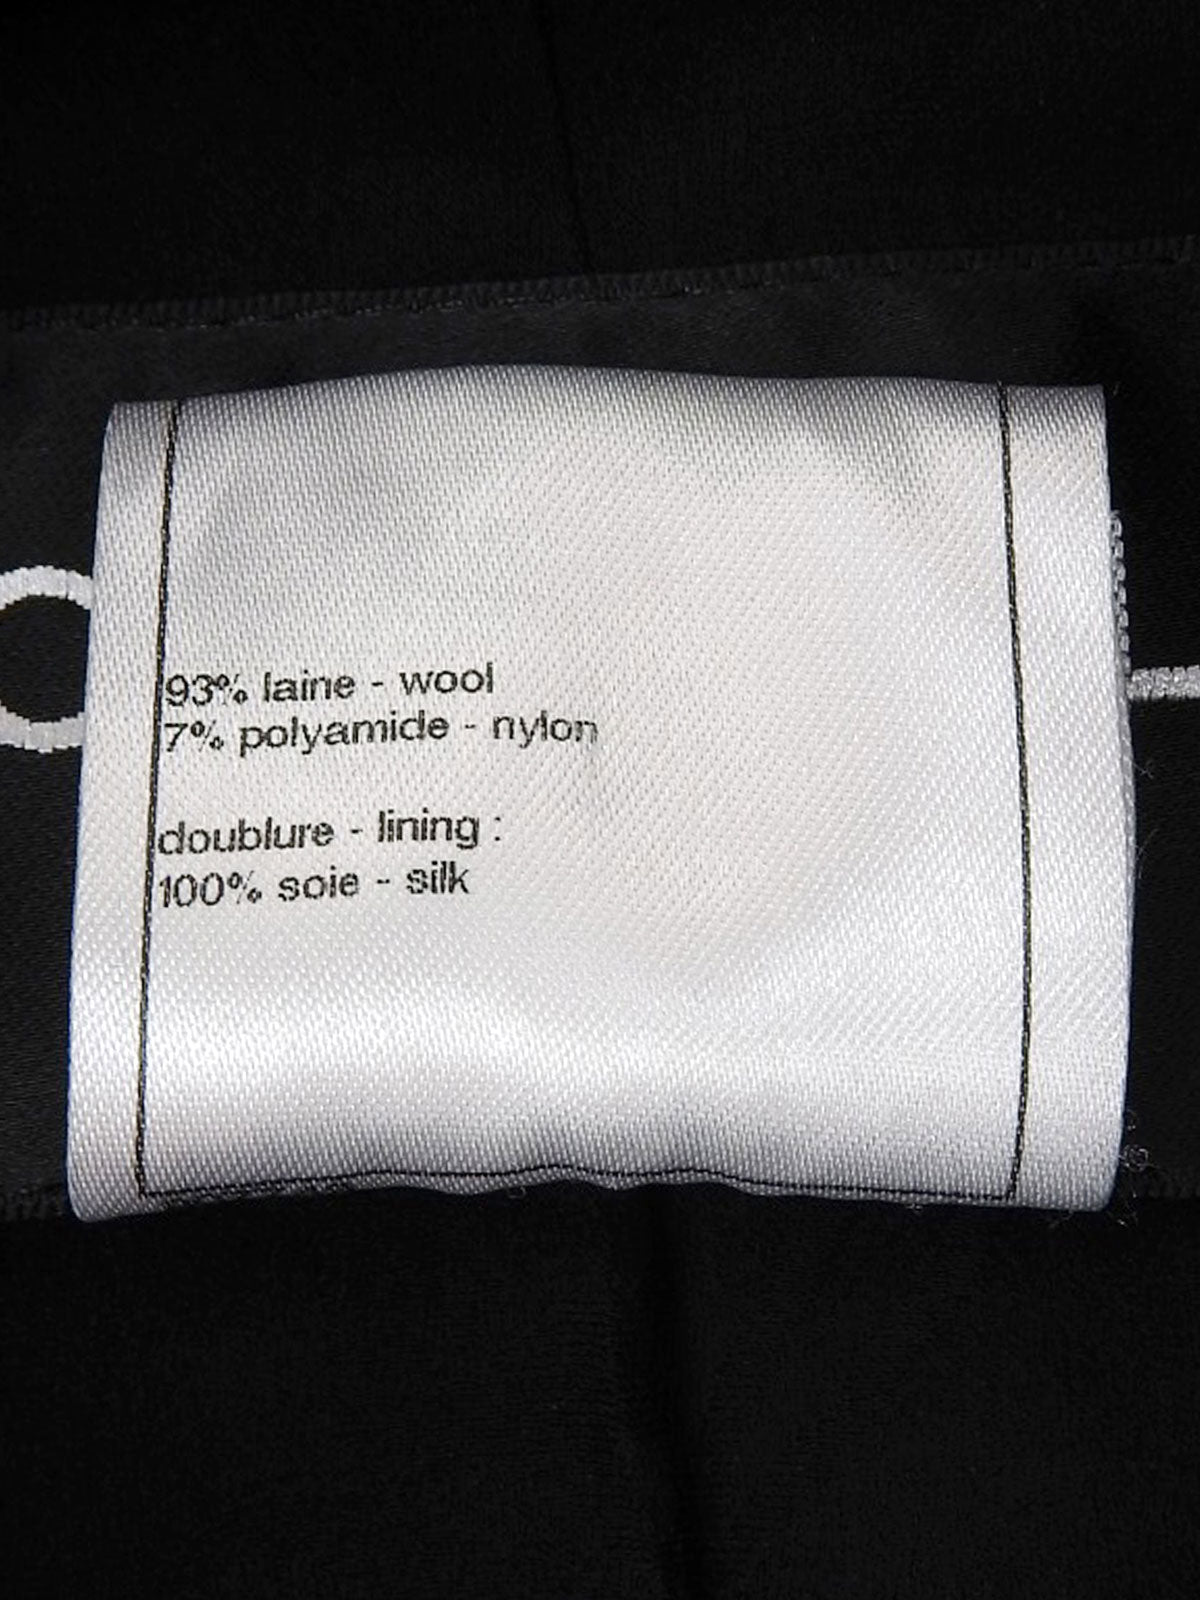 93% laine - wool
7% polyamide - nylon
doublure - lining :
100% soie - silk